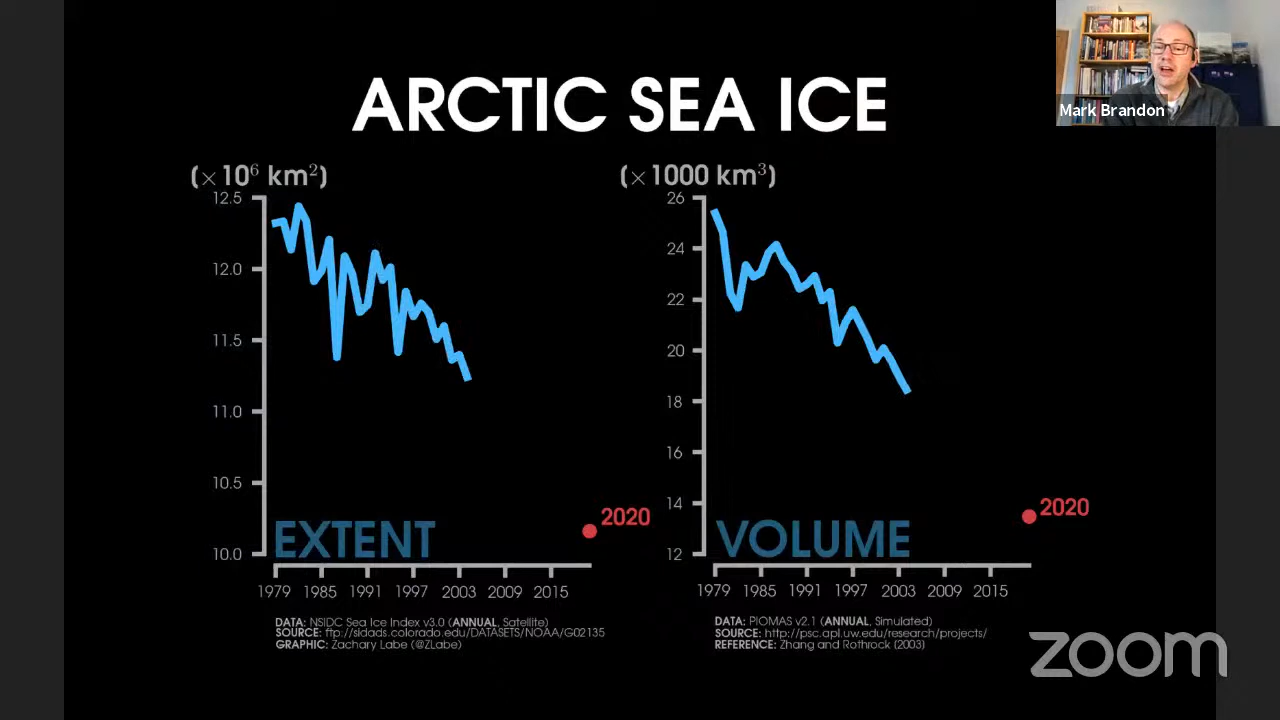 Mark Brandon
ARCTIC SEA ICE
(×10⁶ km²)
12.5
12.0
11.5
11.0
10.5
10.0
EXTENT
2020
1979 1985 1991 1997 2003 2009 2015
DATA: NSIDC Sea Ice Index v3.0 (ANNUAL, Satellite)
SOURCE: ftp://sidads.colorado.edu/DATASETS/NOAA/G02135
GRAPHIC: Zachary Labe (@ZLabe)
(×1000 km³)
26
24
22
20
18
16
14
12
VOLUME
2020
1979 1985 1991 1997 2003 2009 2015
DATA: PIOMAS v2.1 (ANNUAL, Simulated)
SOURCE: http://psc.apl.uw.edu/research/projects/
REFERENCE: Zhang and Rothrock (2003)
zoom